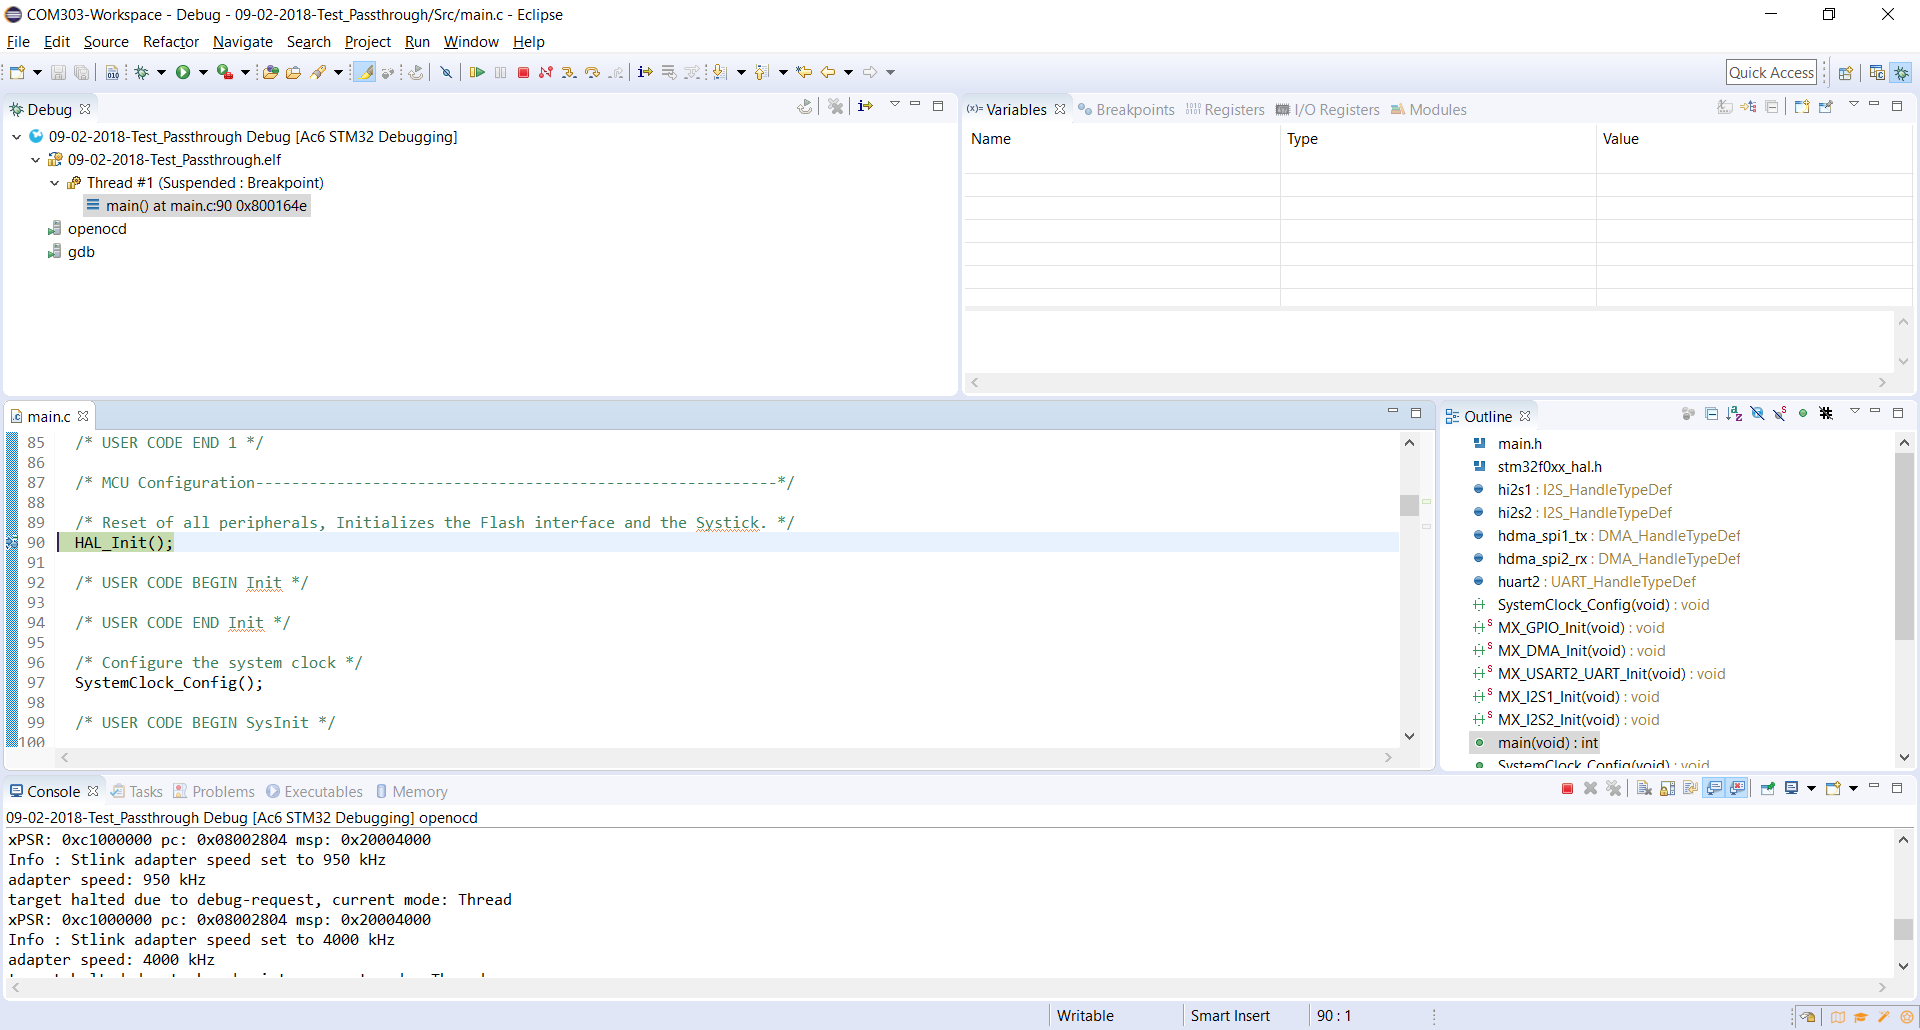 COM303-Workspace - Debug - 09-02-2018-Test_Passthrough/Src/main.c - Eclipse
File Edit Source Refactor Navigate Search Project Run Window Help
Quick Access
Debug
09-02-2018-Test_Passthrough Debug [Ac6 STM32 Debugging]
09-02-2018-Test_Passthrough.elf
Thread #1 (Suspended : Breakpoint)
main() at main.c:90 0x800164e
openocd
gdb
(x)= Variables Breakpoints Registers I/O Registers Modules
Name Type Value
main.c
85 /* USER CODE END 1 */
86
87 /* MCU Configuration----------------------------------------------------------*/
88
89 /* Reset of all peripherals, Initializes the Flash interface and the Systick. */
90 HAL_Init();
91
92 /* USER CODE BEGIN Init */
93
94 /* USER CODE END Init */
95
96 /* Configure the system clock */
97 SystemClock_Config();
98
99 /* USER CODE BEGIN SysInit */
100
Outline
main.h
stm32f0xx_hal.h
hi2s1 : I2S_HandleTypeDef
hi2s2 : I2S_HandleTypeDef
hdma_spi1_tx : DMA_HandleTypeDef
hdma_spi2_rx : DMA_HandleTypeDef
huart2 : UART_HandleTypeDef
SystemClock_Config(void) : void
MX_GPIO_Init(void) : void
MX_DMA_Init(void) : void
MX_USART2_UART_Init(void) : void
MX_I2S1_Init(void) : void
MX_I2S2_Init(void) : void
main(void) : int
SystemClock_Config(void) : void
Console Tasks Problems Executables Memory
09-02-2018-Test_Passthrough Debug [Ac6 STM32 Debugging] openocd
xPSR: 0xc1000000 pc: 0x08002804 msp: 0x20004000
Info : Stlink adapter speed set to 950 kHz
adapter speed: 950 kHz
target halted due to debug-request, current mode: Thread
xPSR: 0xc1000000 pc: 0x08002804 msp: 0x20004000
Info : Stlink adapter speed set to 4000 kHz
adapter speed: 4000 kHz
Writable Smart Insert 90 : 1